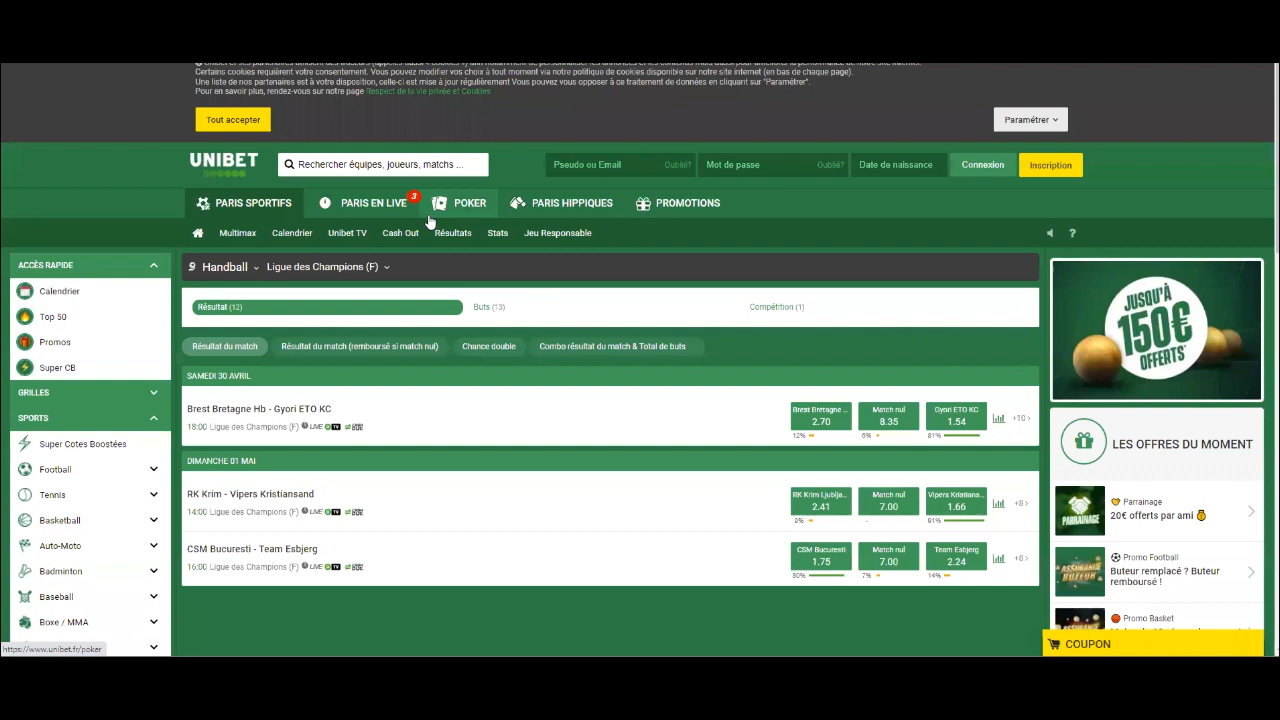 Certains cookies requièrent votre consentement. Vous pouvez modifier vos choix à tout moment via notre politique de cookies disponible sur notre site internet (en bas de chaque page).
Une liste de nos partenaires est à votre disposition, celle-ci est mise à jour régulièrement Vous pouvez vous opposer à ce traitement de données en cliquant sur "Paramétrer".
Pour en savoir plus, rendez-vous sur notre page Respect de la vie privée et Cookies
Tout accepter
Paramétrer
UNIBET
Rechercher équipes, joueurs, matchs ...
Pseudo ou Email Oublié? Mot de passe Oublié? Date de naissance Connexion Inscription
PARIS SPORTIFS PARIS EN LIVE 3 POKER PARIS HIPPIQUES PROMOTIONS
Multimax Calendrier Unibet TV Cash Out Résultats Stats Jeu Responsable ?
ACCÈS RAPIDE
Calendrier
Top 50
Promos
Super CB
GRILLES
SPORTS
Super Cotes Boostées
Football
Tennis
Basketball
Auto-Moto
Badminton
Baseball
Boxe / MMA
Handball Ligue des Champions (F)
Résultat (12) Buts (13) Compétition (1)
Résultat du match Résultat du match (remboursé si match nul) Chance double Combo résultat du match & Total de buts
SAMEDI 30 AVRIL
Brest Bretagne Hb - Gyori ETO KC
18:00 Ligue des Champions (F) LIVE TV
Brest Bretagne ... Match nul Gyori ETO KC
2.70 8.35 1.54 +10
12% 6% 81%
DIMANCHE 01 MAI
RK Krim - Vipers Kristiansand
14:00 Ligue des Champions (F) LIVE TV
RK Krim Ljublja... Match nul Vipers Kristians...
2.41 7.00 1.66 +8
9% - 91%
CSM Bucuresti - Team Esbjerg
16:00 Ligue des Champions (F) LIVE TV
CSM Bucuresti Match nul Team Esbjerg
1.75 7.00 2.24 +8
80% 7% 14%
JUSQU'À
150€
OFFERTS
LES OFFRES DU MOMENT
PARRAINAGE
Parrainage
20€ offerts par ami
ASSURANCE
BUTEUR
Promo Football
Buteur remplacé ? Buteur
remboursé !
Promo Basket
COUPON
https://www.unibet.fr/poker